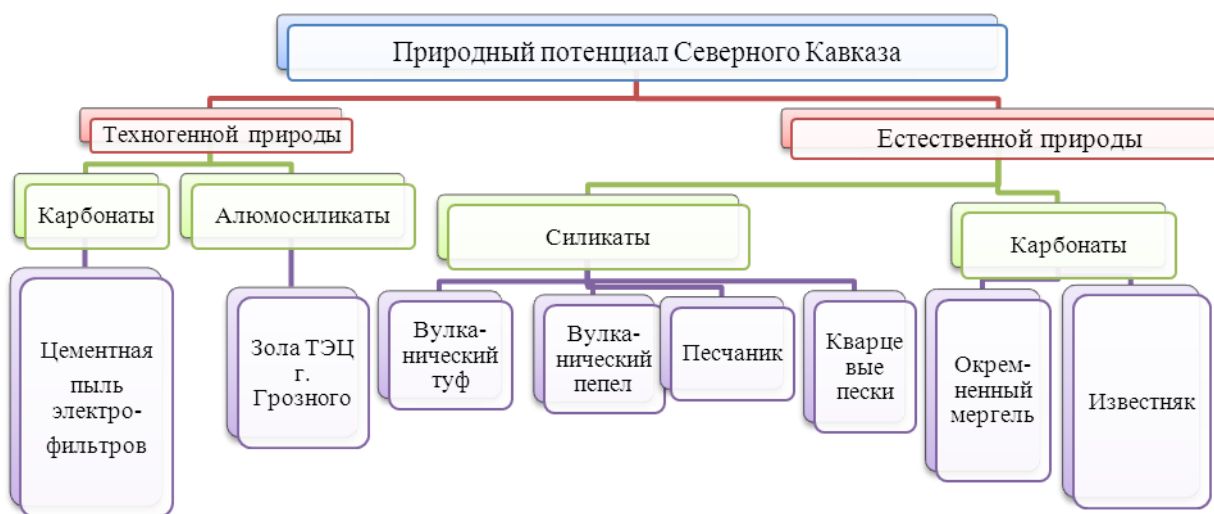 Природный потенциал Северного Кавказа
Техногенной природы
Естественной природы
Карбонаты
Алюмосиликаты
Силикаты
Карбонаты
Цементная
пыль
электро-
фильтров
Зола ТЭЦ
г.
Грозного
Вулка-
нический
туф
Вулка-
нический
пепел
Песчаник
Кварце
вые
пески
Окрем-
ненный
мергель
Известняк